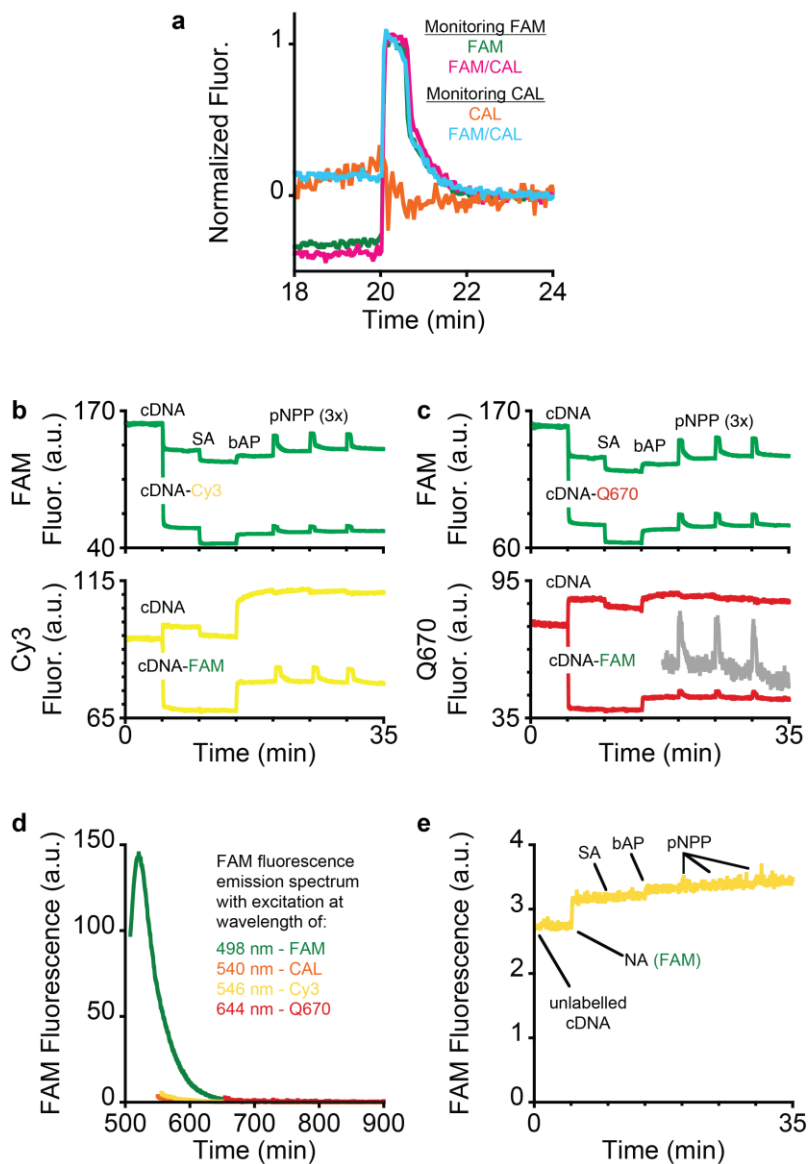 a
Normalized Fluor.
1
0
Monitoring FAM
FAM
FAM/CAL
Monitoring CAL
CAL
FAM/CAL
18
20
22
24
Time (min)
b
FAM
Fluor. (a.u.)
170
40
cDNA
SA
bAP
pNPP (3x)
cDNA-Cy3
Cy3
Fluor. (a.u.)
115
65
cDNA
cDNA-FAM
0
35
Time (min)
c
FAM
Fluor. (a.u.)
170
60
cDNA
SA
bAP
pNPP (3x)
cDNA-Q670
Q670
Fluor. (a.u.)
95
35
cDNA
cDNA-FAM
0
35
Time (min)
d
FAM Fluorescence (a.u.)
150
100
50
0
FAM fluorescence
emission spectrum
with excitation at
wavelength of:
498 nm - FAM
540 nm - CAL
546 nm - Cy3
644 nm - Q670
500
600
700
800
900
Time (min)
e
FAM Fluorescence (a.u.)
4
3
2
1
0
SA
bAP
pNPP
NA (FAM)
unlabelled
cDNA
0
35
Time (min)